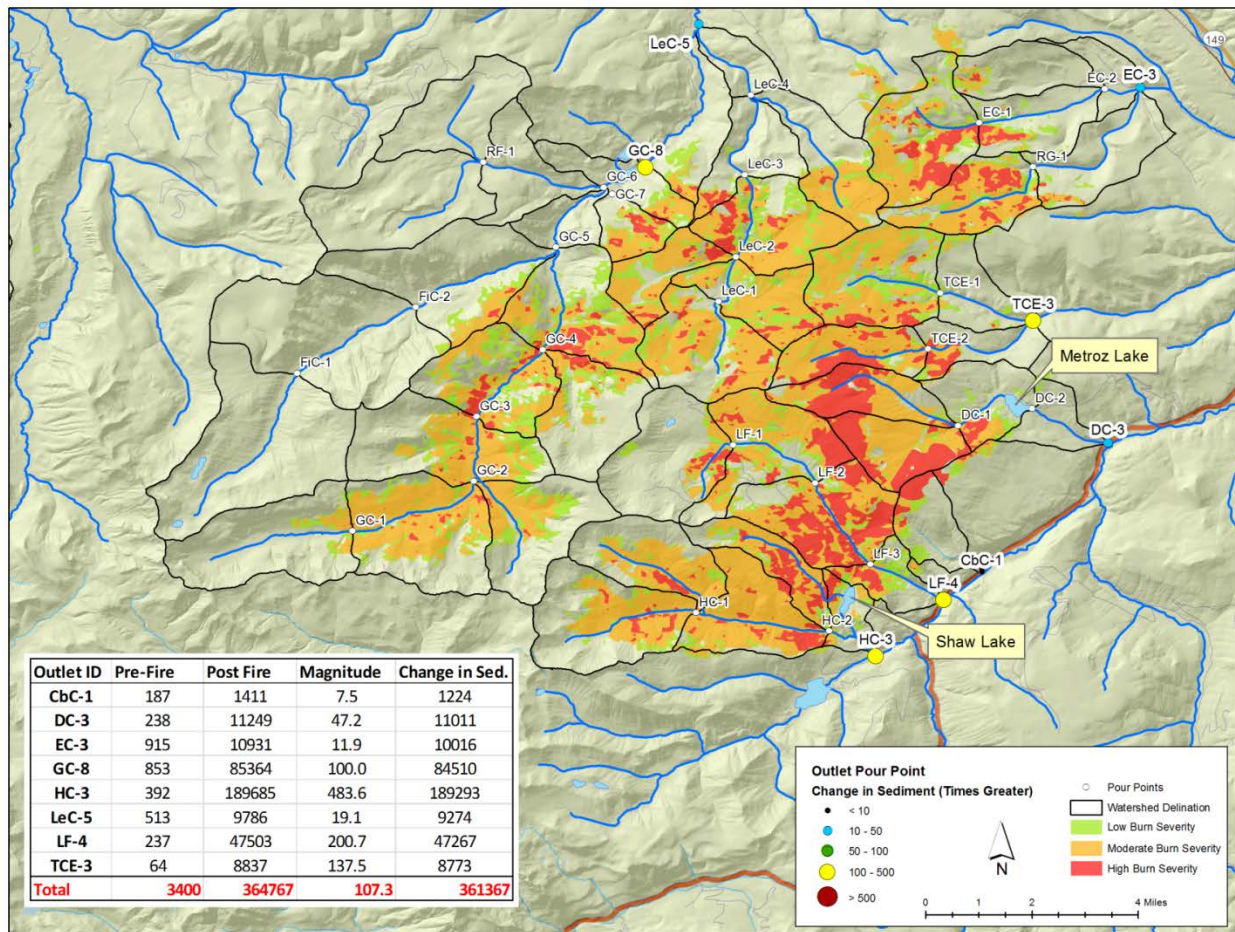 149
LeC-5
LeC-4
EC-2
EC-3
EC-1
RF-1
GC-8
LeC-3
RG-1
GC-6
GC-7
GC-5
LeC-2
FiC-2
LeC-1
TCE-1
TCE-3
GC-4
TCE-2
Metroz Lake
FiC-1
GC-3
DC-2
DC-1
DC-3
LF-1
GC-2
LF-2
GC-1
LF-3
CbC-1
LF-4
HC-1
HC-2
HC-3
Shaw Lake
Outlet ID Pre-Fire Post Fire Magnitude Change in Sed.
CbC-1 187 1411 7.5 1224
DC-3 238 11249 47.2 11011
EC-3 915 10931 11.9 10016
GC-8 853 85364 100.0 84510
HC-3 392 189685 483.6 189293
LeC-5 513 9786 19.1 9274
LF-4 237 47503 200.7 47267
TCE-3 64 8837 137.5 8773
Total 3400 364767 107.3 361367
Outlet Pour Point
Change in Sediment (Times Greater)
< 10
10 - 50
50 - 100
100 - 500
> 500
Pour Points
Watershed Delination
Low Burn Severity
Moderate Burn Severity
High Burn Severity
N
0 1 2 4 Miles